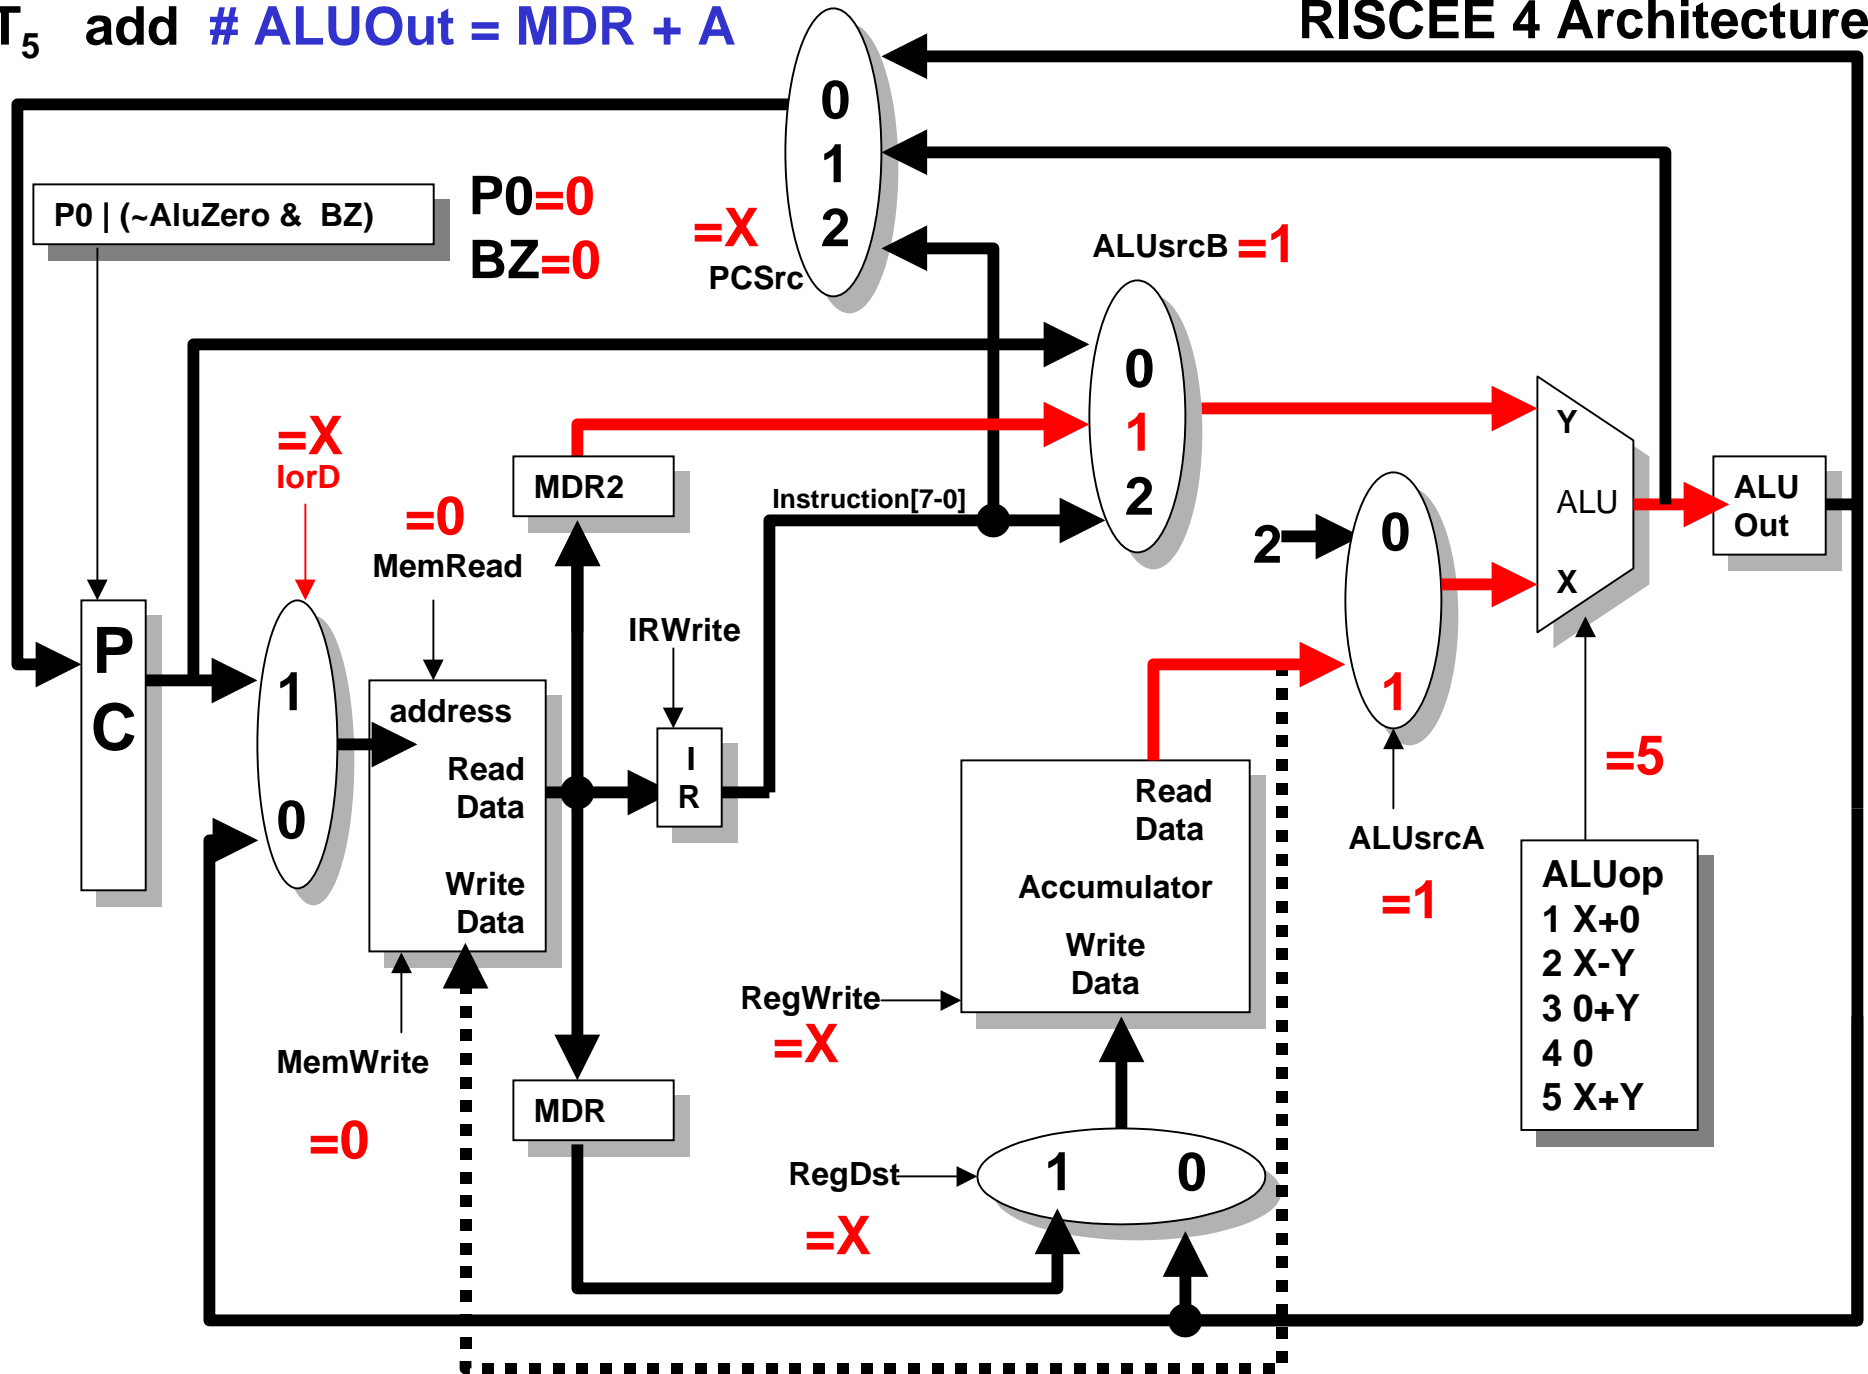 T5 add # ALUOut = MDR + A
RISCEE 4 Architecture
0
1
2
P0 | (~AluZero & BZ)
P0=0
BZ=0
=X
PCSrc
ALUsrcB =1
0
1
2
=X
IorD
=0
MemRead
MDR2
Instruction[7-0]
2
0
1
Y
ALU
X
ALU
Out
P
C
1
0
address
Read
Data
Write
Data
IRWrite
I
R
=5
Read
Data
Accumulator
Write
Data
ALUsrcA
=1
ALUop
1 X+0
2 X-Y
3 0+Y
4 0
5 X+Y
RegWrite
=X
MemWrite
=0
MDR
RegDst
=X
1 0